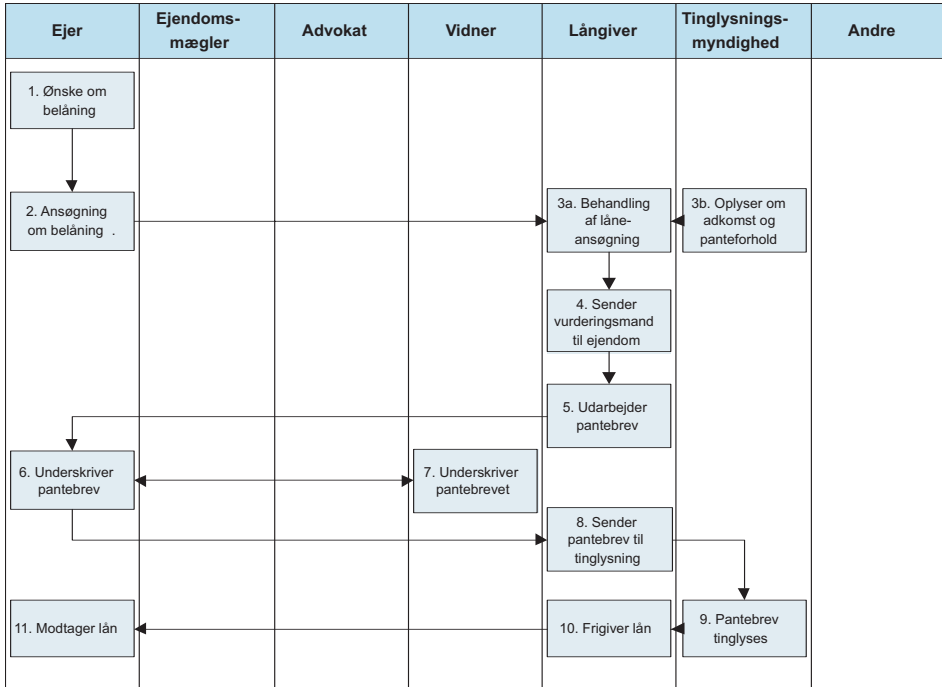 Ejer
Ejendoms-
mægler
Advokat
Vidner
Långiver
Tinglysnings-
myndighed
Andre
1. Ønske om
belåning
2. Ansøgning
om belåning .
3a. Behandling
af låne-
ansøgning
3b. Oplyser om
adkomst og
panteforhold
4. Sender
vurderingsmand
til ejendom
5. Udarbejder
pantebrev
6. Underskriver
pantebrev
7. Underskriver
pantebrevet
8. Sender
pantebrev til
tinglysning
9. Pantebrev
tinglyses
10. Frigiver lån
11. Modtager lån